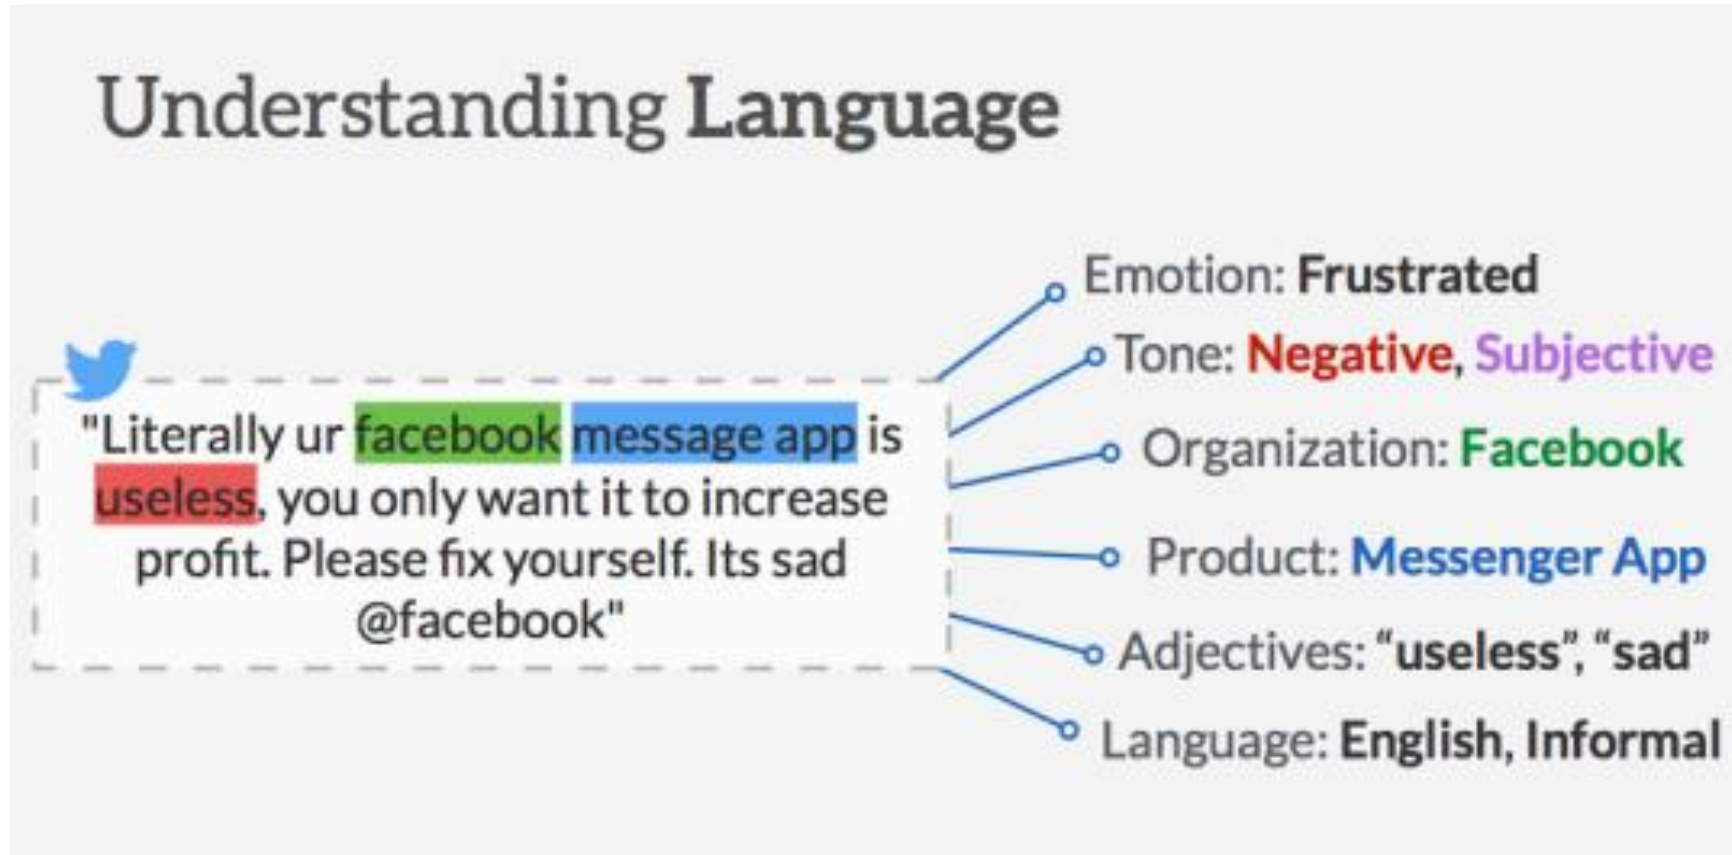 Understanding Language
"Literally ur facebook message app is
useless, you only want it to increase
profit. Please fix yourself. Its sad
@facebook"
Emotion: Frustrated
Tone: Negative, Subjective
Organization: Facebook
Product: Messenger App
Adjectives: “useless”, “sad”
Language: English, Informal